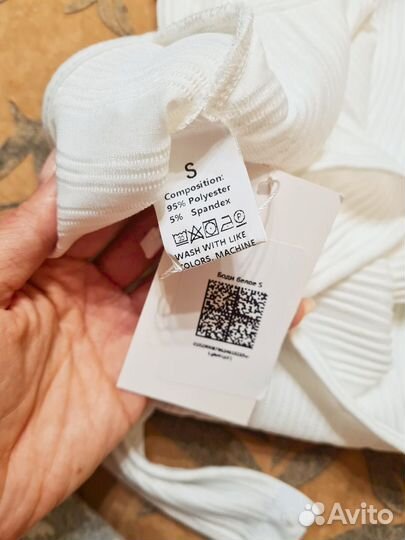 S
Composition:
95% Polyester
5% Spandex
WASH WITH LIKE
COLORS. MACHINE
Боди белое S
Avito